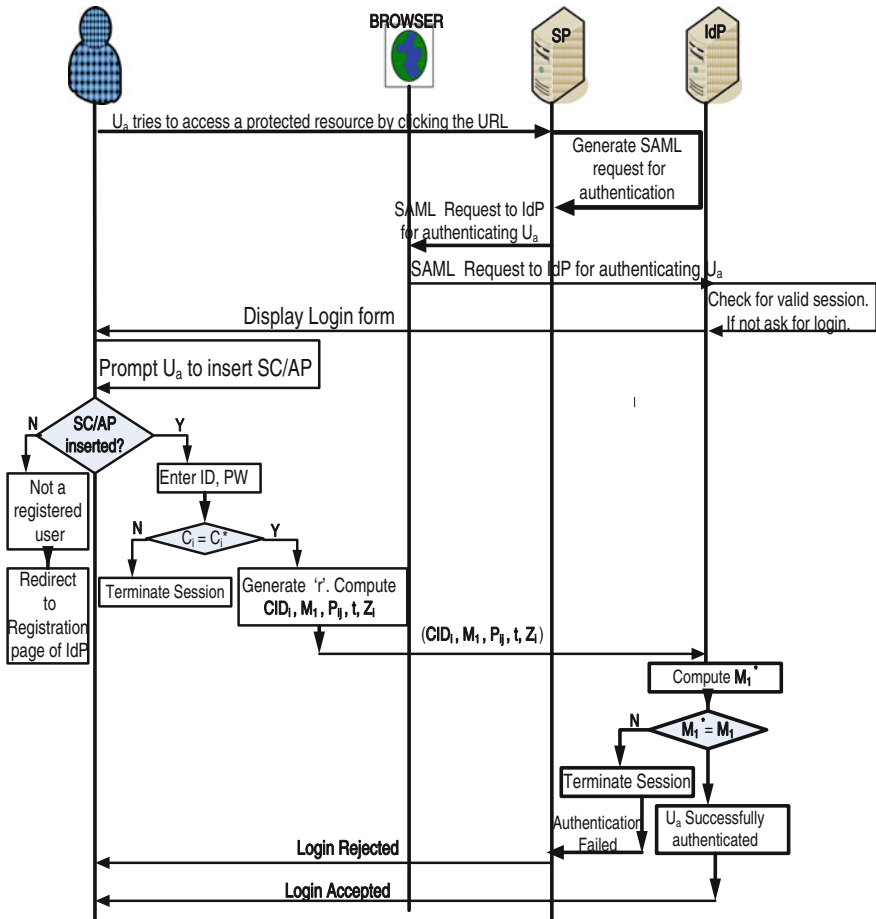 BROWSER
SP
IdP
Ua tries to access a protected resource by clicking the URL
Generate SAML
request for
authentication
SAML Request to IdP
for authenticating Ua
SAML Request to IdP for authenticating Ua
Check for valid session.
If not ask for login.
Display Login form
Prompt Ua to insert SC/AP
N
SC/AP
inserted?
Y
Not a
registered
user
Enter ID, PW
N
Ci = Ci*
Y
Redirect
to
Registration
page of IdP
Terminate Session
Generate 'r'. Compute
CIDi, M1, Pij, t, Zi
(CIDi, M1, Pij, t, Zi)
Compute M1*
N
M1* = M1
Terminate Session
Authentication
Failed
Ua Successfully
authenticated
Login Rejected
Login Accepted